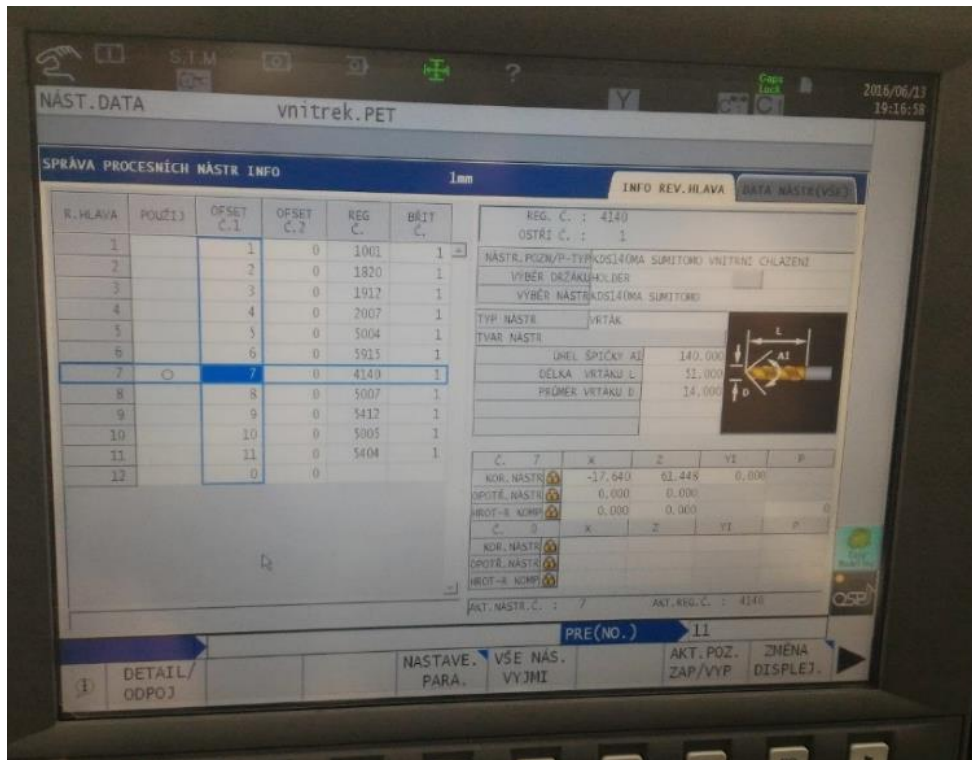 S.T.M
?
Caps
Lock
NÁST.DATA vnitrek.PET Y
2016/06/13
19:16:58
SPRÁVA PROCESNÍCH NÁSTR INFO 1mm INFO REV.HLAVA DATA NÁSTR(VŠE)
R.HLAVA POUŽIJ OFSET Č.1 OFSET Č.2 REG Č. BŘIT Č.
1 1 0 1001 1
2 2 0 1820 1
3 3 0 1912 1
4 4 0 2007 1
5 5 0 5004 1
6 6 0 5915 1
7 ○ 7 0 4140 1
8 8 0 5007 1
9 9 0 5412 1
10 10 0 5005 1
11 11 0 5404 1
12 0 0
REG. Č. : 4140
OSTŘÍ Č. : 1
NÁSTR.POZN/P-TYP KDS140MA SUMITOMO VNITRNI CHLAZENI
VÝBĚR DRŽÁKU HOLDER
VÝBĚR NÁSTR KDS140MA SUMITOMO
TYP NÁSTR VRTÁK
TVAR NÁSTR
ÚHEL ŠPIČKY AI 140.000
DÉLKA VRTÁKU L 51.000
PRŮMĚR VRTÁKU D 14.000
L
AI
D
Č. 7 X Z YI P
KOR.NÁSTR -17.640 61.448 0.000
OPOTŘ.NÁSTR 0.000 0.000
HROT-R KOMP 0.000 0.000 0
Č. 0 X Z YI P
KOR.NÁSTR
OPOTŘ.NÁSTR
HROT-R KOMP
AKT.NÁSTR.Č. : 7 AKT.REG.Č. : 4140
OSP
PRE(NO.) 11
DETAIL/
ODPOJ
NASTAVE.
PARA.
VŠE NÁS.
VYJMI
AKT.POZ.
ZAP/VYP
ZMĚNA
DISPLEJ.